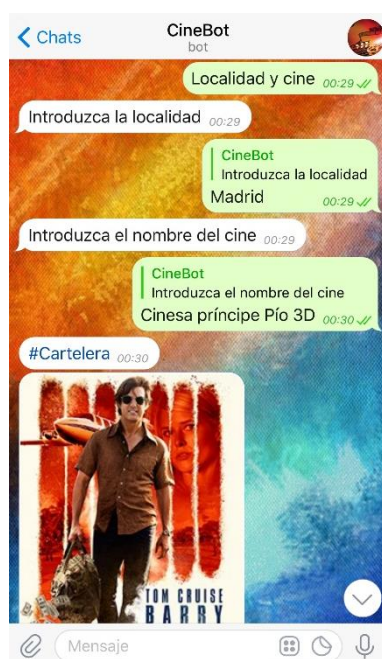 Chats
CineBot
bot
Localidad y cine 00:29
Introduzca la localidad 00:29
CineBot
Introduzca la localidad
Madrid 00:29
Introduzca el nombre del cine 00:29
CineBot
Introduzca el nombre del cine
Cinesa príncipe Pío 3D 00:30
#Cartelera 00:30
TOM CRUISE
BARRY
Mensaje